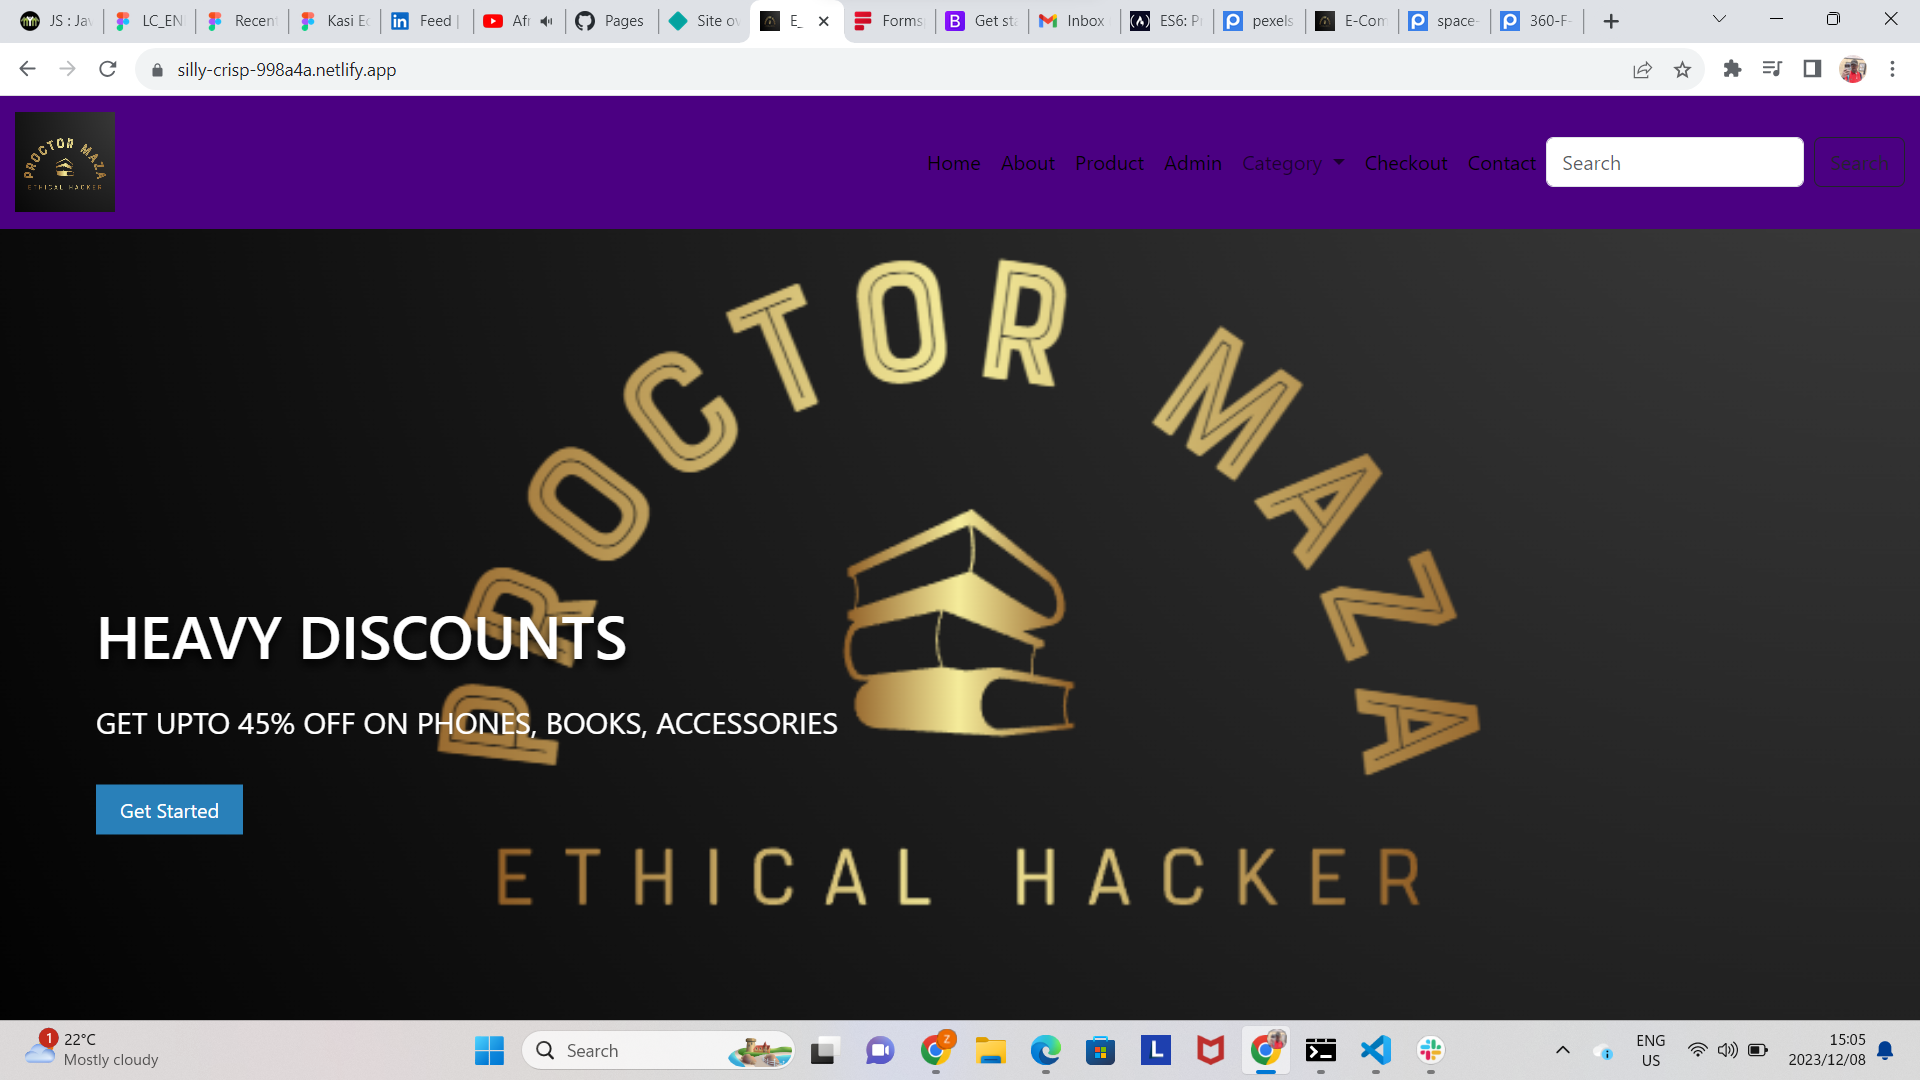 JS : Jav
LC_EN
Recent
Kasi Ec
Feed |
Afr
Pages
Site ov
E_
Forms
Get sta
Inbox
ES6: P
pexels
E-Com
space-
360-F-
silly-crisp-998a4a.netlify.app
PROCTOR MAZA
ETHICAL HACKER
Home
About
Product
Admin
Category
Checkout
Contact
Search
Search
PROCTOR MAZA
HEAVY DISCOUNTS
GET UPTO 45% OFF ON PHONES, BOOKS, ACCESSORIES
Get Started
ETHICAL HACKER
1
22°C
Mostly cloudy
Search
Z
L
ENG
US
15:05
2023/12/08